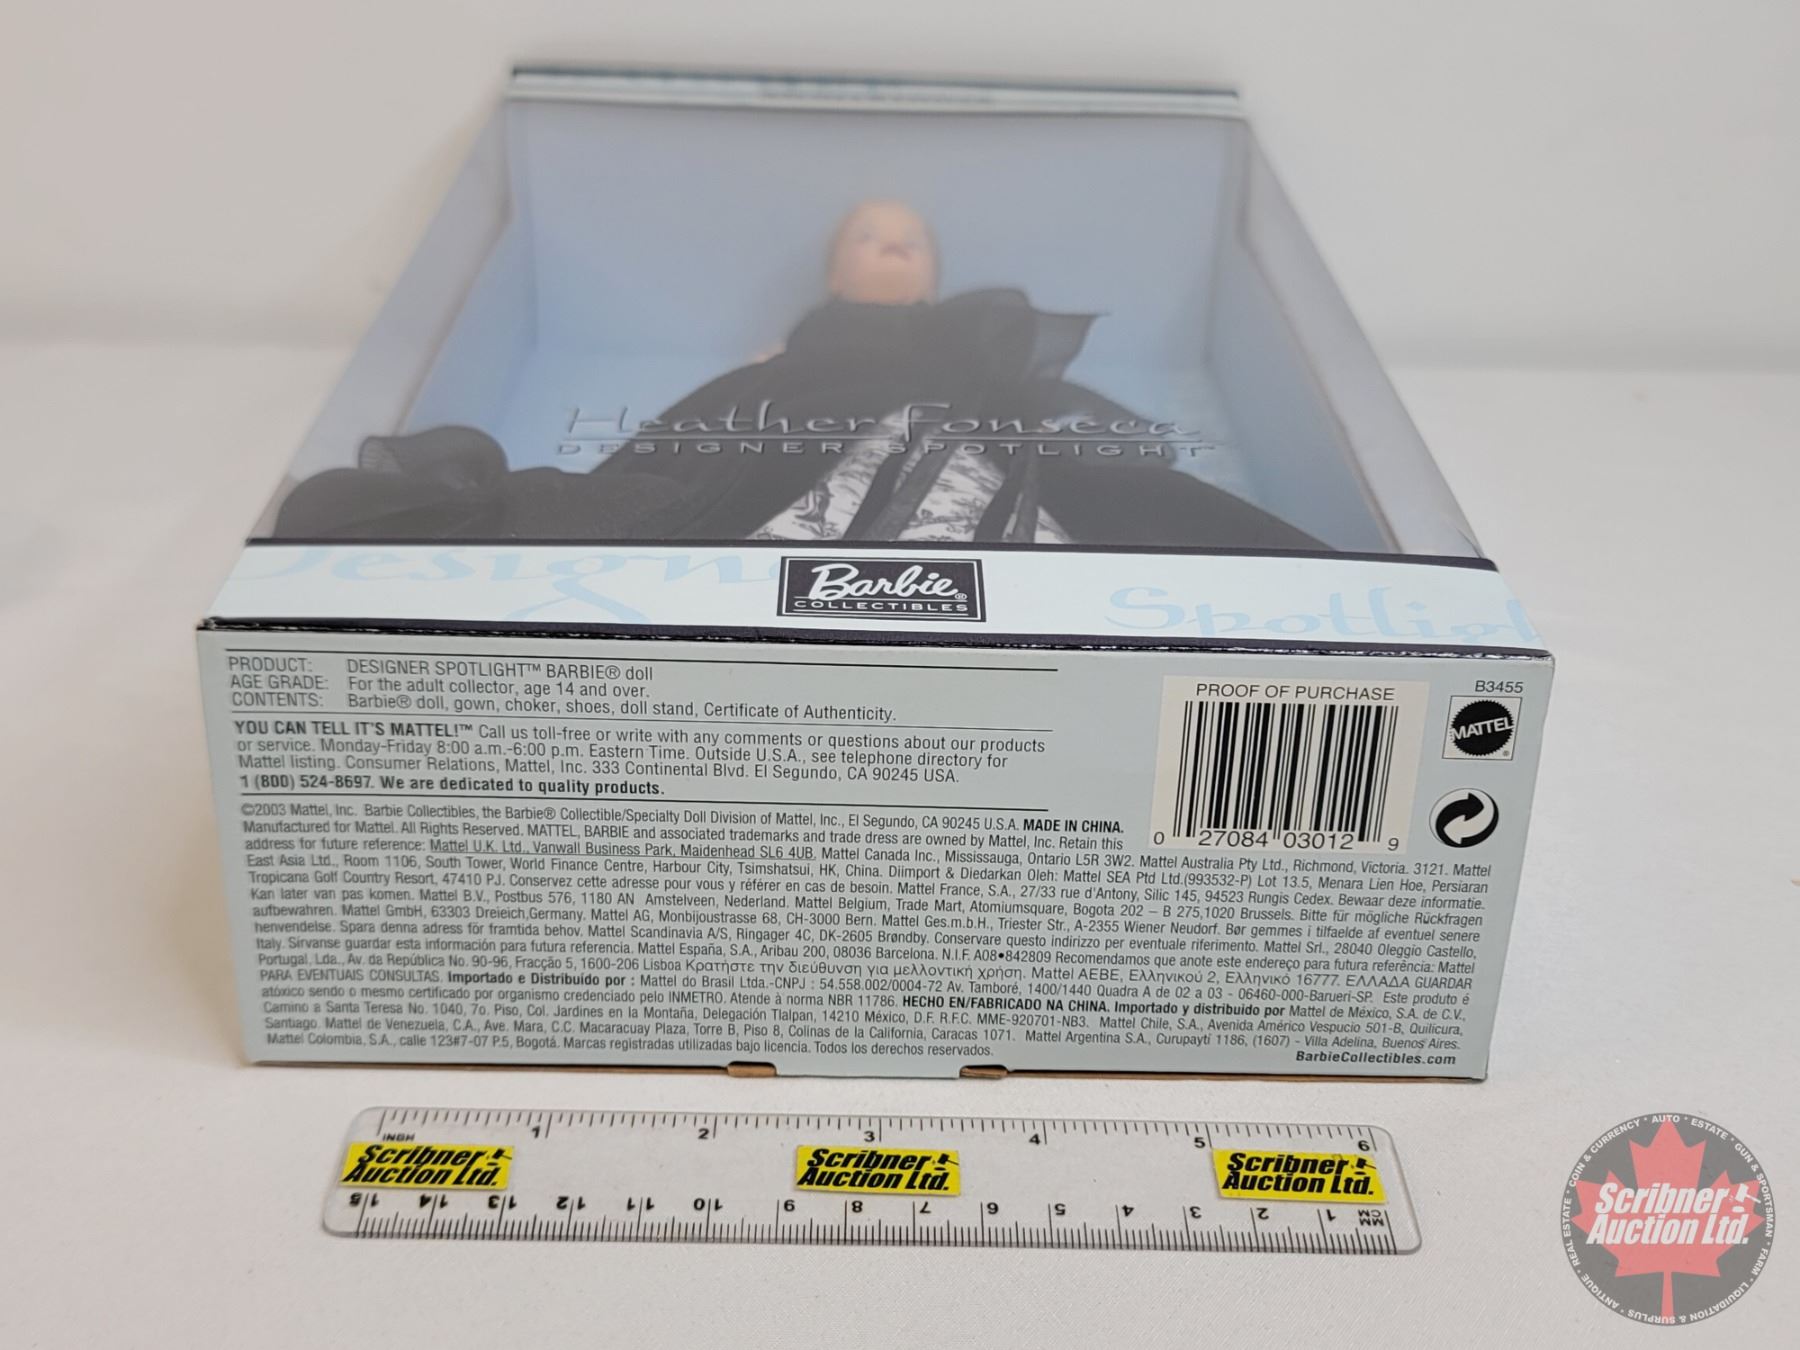 Heather Fonseca
DESIGNER SPOTLIGHT™
Designer
Spotlight
Barbie®
COLLECTIBLES
PRODUCT: DESIGNER SPOTLIGHT™ BARBIE® doll
AGE GRADE: For the adult collector, age 14 and over.
CONTENTS: Barbie® doll, gown, choker, shoes, doll stand, Certificate of Authenticity.
YOU CAN TELL IT'S MATTEL!™ Call us toll-free or write with any comments or questions about our products
or service. Monday-Friday 8:00 a.m.-6:00 p.m. Eastern Time. Outside U.S.A., see telephone directory for
Mattel listing. Consumer Relations, Mattel, Inc. 333 Continental Blvd. El Segundo, CA 90245 USA.
1 (800) 524-8697. We are dedicated to quality products.
PROOF OF PURCHASE
0 27084 03012 9
B3455
MATTEL®
©2003 Mattel, Inc. Barbie Collectibles, the Barbie® Collectible/Specialty Doll Division of Mattel, Inc., El Segundo, CA 90245 U.S.A. MADE IN CHINA.
Manufactured for Mattel. All Rights Reserved. MATTEL, BARBIE and associated trademarks and trade dress are owned by Mattel, Inc. Retain this
address for future reference: Mattel U.K. Ltd., Vanwall Business Park, Maidenhead SL6 4UB. Mattel Canada Inc., Mississauga, Ontario L5R 3W2. Mattel Australia Pty Ltd., Richmond, Victoria. 3121. Mattel
East Asia Ltd., Room 1106, South Tower, World Finance Centre, Harbour City, Tsimshatsui, HK, China. Diimport & Diedarkan Oleh: Mattel SEA Ptd Ltd.(993532-P) Lot 13.5, Menara Lien Hoe, Persiaran
Tropicana Golf Country Resort, 47410 PJ. Conservez cette adresse pour vous y référer en cas de besoin. Mattel France, S.A., 27/33 rue d'Antony, Silic 145, 94523 Rungis Cedex. Bewaar deze informatie.
Kan later van pas komen. Mattel B.V., Postbus 576, 1180 AN Amstelveen, Nederland. Mattel Belgium, Trade Mart, Atomiumsquare, Bogota 202 – B 275,1020 Brussels. Bitte für mögliche Rückfragen
aufbewahren. Mattel GmbH, 63303 Dreieich,Germany. Mattel AG, Monbijoustrasse 68, CH-3000 Bern. Mattel Ges.m.b.H., Triester Str., A-2355 Wiener Neudorf. Bør gemmes i tilfaelde af eventuel senere
henvendelse. Spara denna adress för framtida behov. Mattel Scandinavia A/S, Ringager 4C, DK-2605 Brøndby. Conservare questo indirizzo per eventuale riferimento. Mattel Srl., 28040 Oleggio Castello,
Italy. Sírvanse guardar esta información para futura referencia. Mattel España, S.A., Aribau 200, 08036 Barcelona. N.I.F. A08•842809 Recomendamos que anote este endereço para futura referência: Mattel
Portugal, Lda., Av. da República No. 90-96, Fracção 5, 1600-206 Lisboa Κρατήστε την διεύθυνση για μελλοντική χρήση. Mattel AEBE, Ελληνικού 2, Ελληνικό 16777. ΕΛΛΑΔΑ GUARDAR
PARA EVENTUAIS CONSULTAS. Importado e Distribuído por : Mattel do Brasil Ltda.-CNPJ : 54.558.002/0004-72 Av. Tamboré, 1400/1440 Quadra A de 02 a 03 - 06460-000-Barueri-SP. Este produto é
atóxico sendo o mesmo certificado por organismo credenciado pelo INMETRO. Atende à norma NBR 11786. HECHO EN/FABRICADO NA CHINA. Importado y distribuido por Mattel de México, S.A. de C.V.,
Camino a Santa Teresa No. 1040, 7o. Piso, Col. Jardines en la Montaña, Delegación Tlalpan, 14210 México, D.F. R.F.C. MME-920701-NB3. Mattel Chile, S.A., Avenida Américo Vespucio 501-B, Quilicura,
Santiago. Mattel de Venezuela, C.A., Ave. Mara, C.C. Macaracuay Plaza, Torre B, Piso 8, Colinas de la California, Caracas 1071. Mattel Argentina S.A., Curupaytí 1186, (1607) - Villa Adelina, Buenos Aires.
Mattel Colombia, S.A., calle 123#7-07 P.5, Bogotá. Marcas registradas utilizadas bajo licencia. Todos los derechos reservados.
BarbieCollectibles.com
INCH 1 2 3 4 5 6
Scribner Auction Ltd.
Scribner Auction Ltd.
Scribner Auction Ltd.
15 14 13 12 11 10 9 8 7 6 5 4 3 2 1 MM CM
COIN & CURRENCY · AUTO · ESTATE · GUN & SPORTSMAN · FARM · LIQUIDATION & SURPLUS · ANTIQUE · REAL ESTATE
Scribner
Auction Ltd.